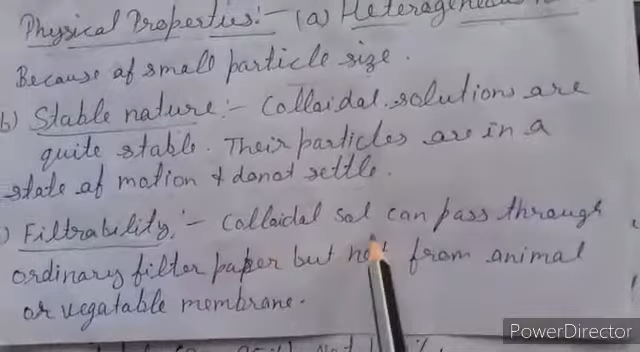 Physical Properties:- (a) Heterogeneous
Because of small particle size.
b) Stable nature:- Colloidal solutions are
quite stable. Their particles are in a
state of motion & donot settle.
) Filtrability:- Colloidal sol can pass through
ordinary filter paper but not from animal
or vegatable membrane.
PowerDirector